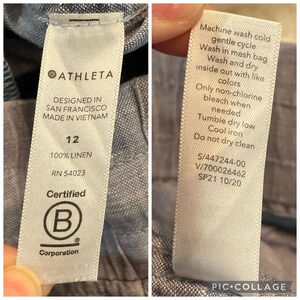 ATHLETA
DESIGNED IN
SAN FRANCISCO
MADE IN VIETNAM
12
100% LINEN
RN 54023
Certified
B
Corporation
Machine wash cold
gentle cycle
Wash in mesh bag
Wash and dry
inside out with like
colors
Only non-chlorine
bleach when
needed
Tumble dry low
Cool iron
Do not dry clean
S/447244-00
V/700026462
SP21 10/20
PIC•COLLAGE